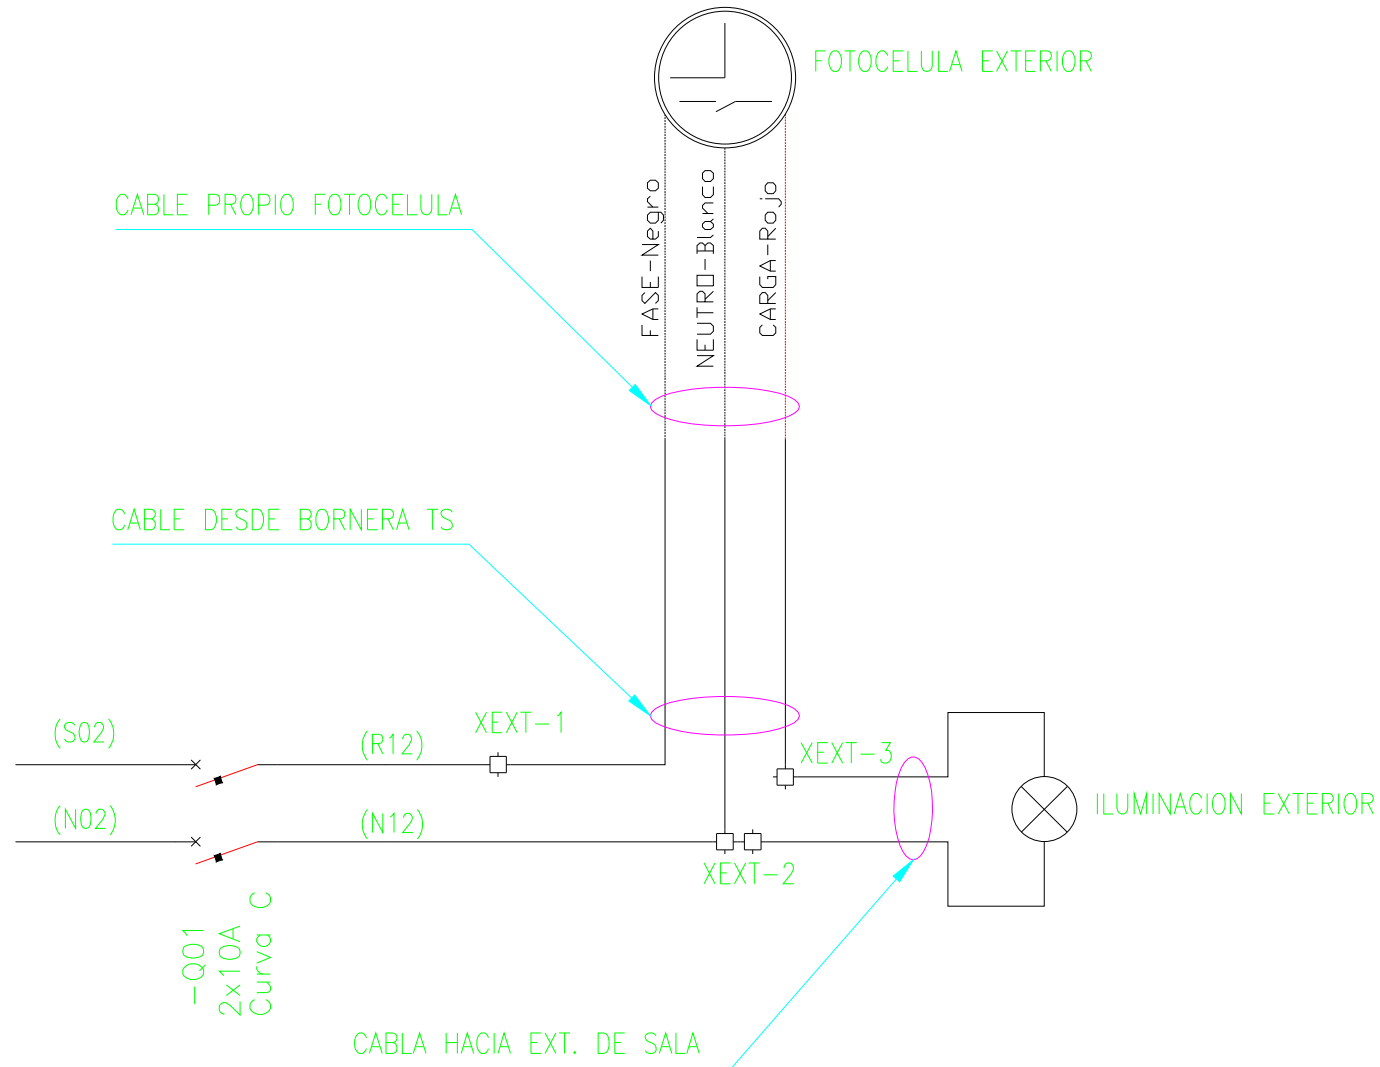 FOTOCELULA EXTERIOR
CABLE PROPIO FOTOCELULA
FASE-Negro
NEUTRO-Blanco
CARGA-Rojo
CABLE DESDE BORNERA TS
(S02)
(R12)
XEXT-1
XEXT-3
(N02)
(N12)
XEXT-2
ILUMINACION EXTERIOR
-Q01
2x10A
Curva C
CABLA HACIA EXT. DE SALA